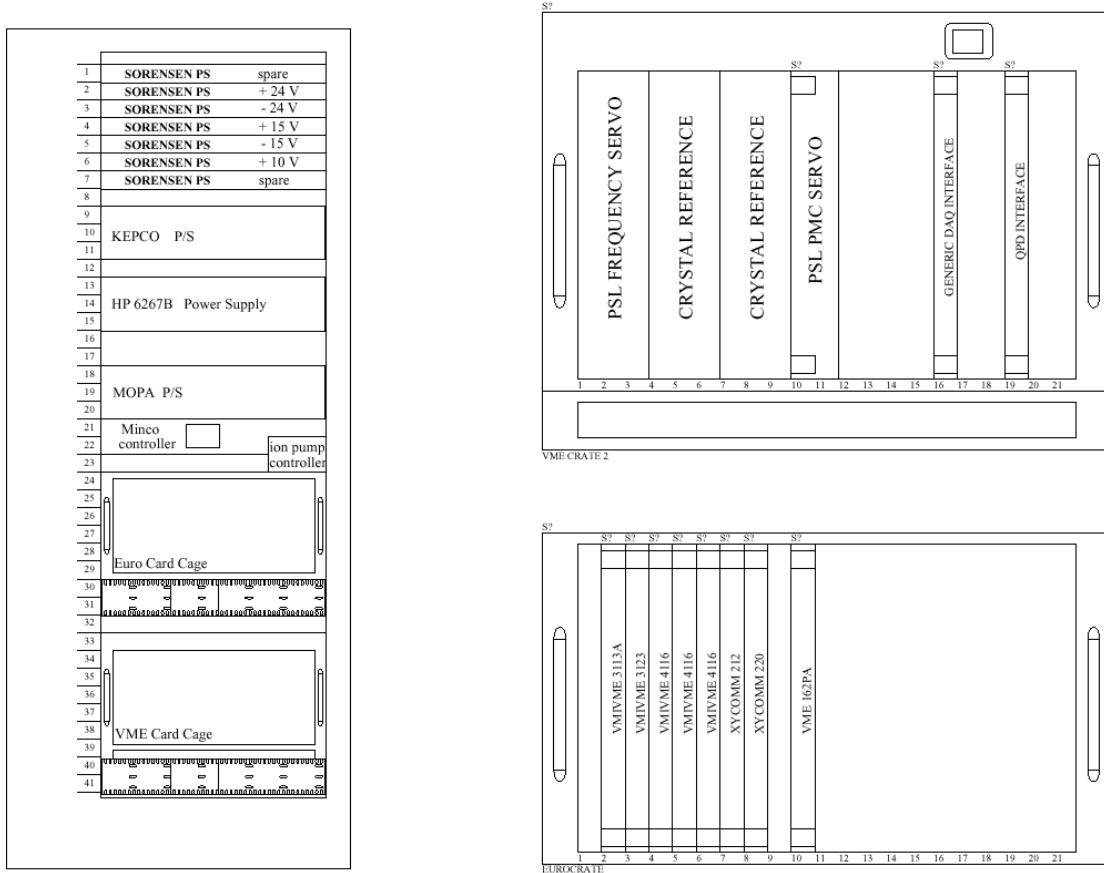 1 SORENSEN PS spare
2 SORENSEN PS + 24 V
3 SORENSEN PS - 24 V
4 SORENSEN PS + 15 V
5 SORENSEN PS - 15 V
6 SORENSEN PS + 10 V
7 SORENSEN PS spare
8
9
10 KEPCO P/S
11
12
13
14 HP 6267B Power Supply
15
16
17
18
19 MOPA P/S
20
21 Minco
22 controller ion pump
23 controller
24
25
26
27
28
29 Euro Card Cage
30
31
32
33
34
35
36
37
38 VME Card Cage
39
40
41
S?
S? S? S?
PSL FREQUENCY SERVO
CRYSTAL REFERENCE
CRYSTAL REFERENCE
PSL PMC SERVO
GENERIC DAQ INTERFACE
QPD INTERFACE
1 2 3 4 5 6 7 8 9 10 11 12 13 14 15 16 17 18 19 20 21
VME CRATE 2
S?
S? S? S? S? S? S? S? S?
VMIVME 3113A
VMIVME 3123
VMIVME 4116
VMIVME 4116
VMIVME 4116
XYCOMM 212
XYCOMM 220
VME 162PA
1 2 3 4 5 6 7 8 9 10 11 12 13 14 15 16 17 18 19 20 21
EUROCRATE